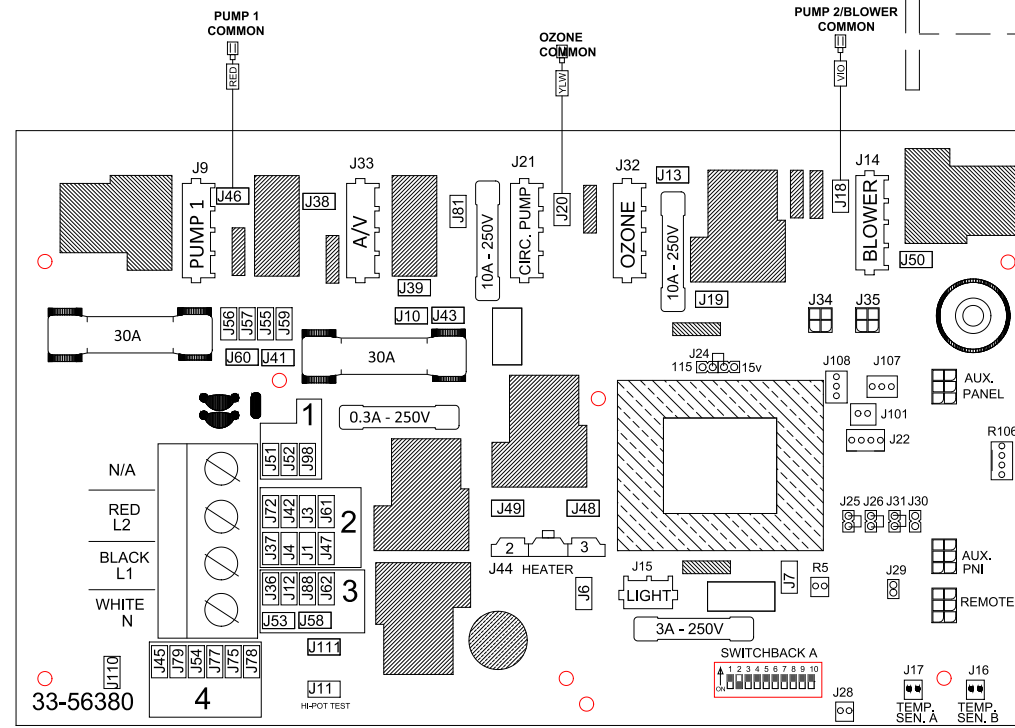 PUMP 1
COMMON
RED
OZONE
COMMON
YLW
PUMP 2/BLOWER
COMMON
VIO
J9
PUMP 1
J46
J38
J33
A/V
J39
J81
10A - 250V
J21
CIRC. PUMP
J20
J32
OZONE
J13
10A - 250V
J19
J18
J14
BLOWER
J50
30A
J56
J57
J55
J59
J60
J41
J10
J43
30A
J34
J35
J24
115
15v
J108
J107
J101
J22
AUX.
PANEL
R106
0.3A - 250V
1
J51
J52
J98
N/A
RED
L2
BLACK
L1
WHITE
N
J72
J42
J3
J61
2
J37
J4
J1
J47
J36
J12
J88
J62
3
J53
J58
J49
J48
2
3
J44
HEATER
J6
J15
LIGHT
J7
R5
3A - 250V
J25
J26
J31
J30
J29
AUX.
PNI
REMOTE
J110
J45
J79
J54
J77
J75
J78
4
33-56380
J111
J11
HI-POT TEST
SWITCHBACK A
1 2 3 4 5 6 7 8 9 10
ON
J28
J17
TEMP.
SEN. A
J16
TEMP.
SEN. B